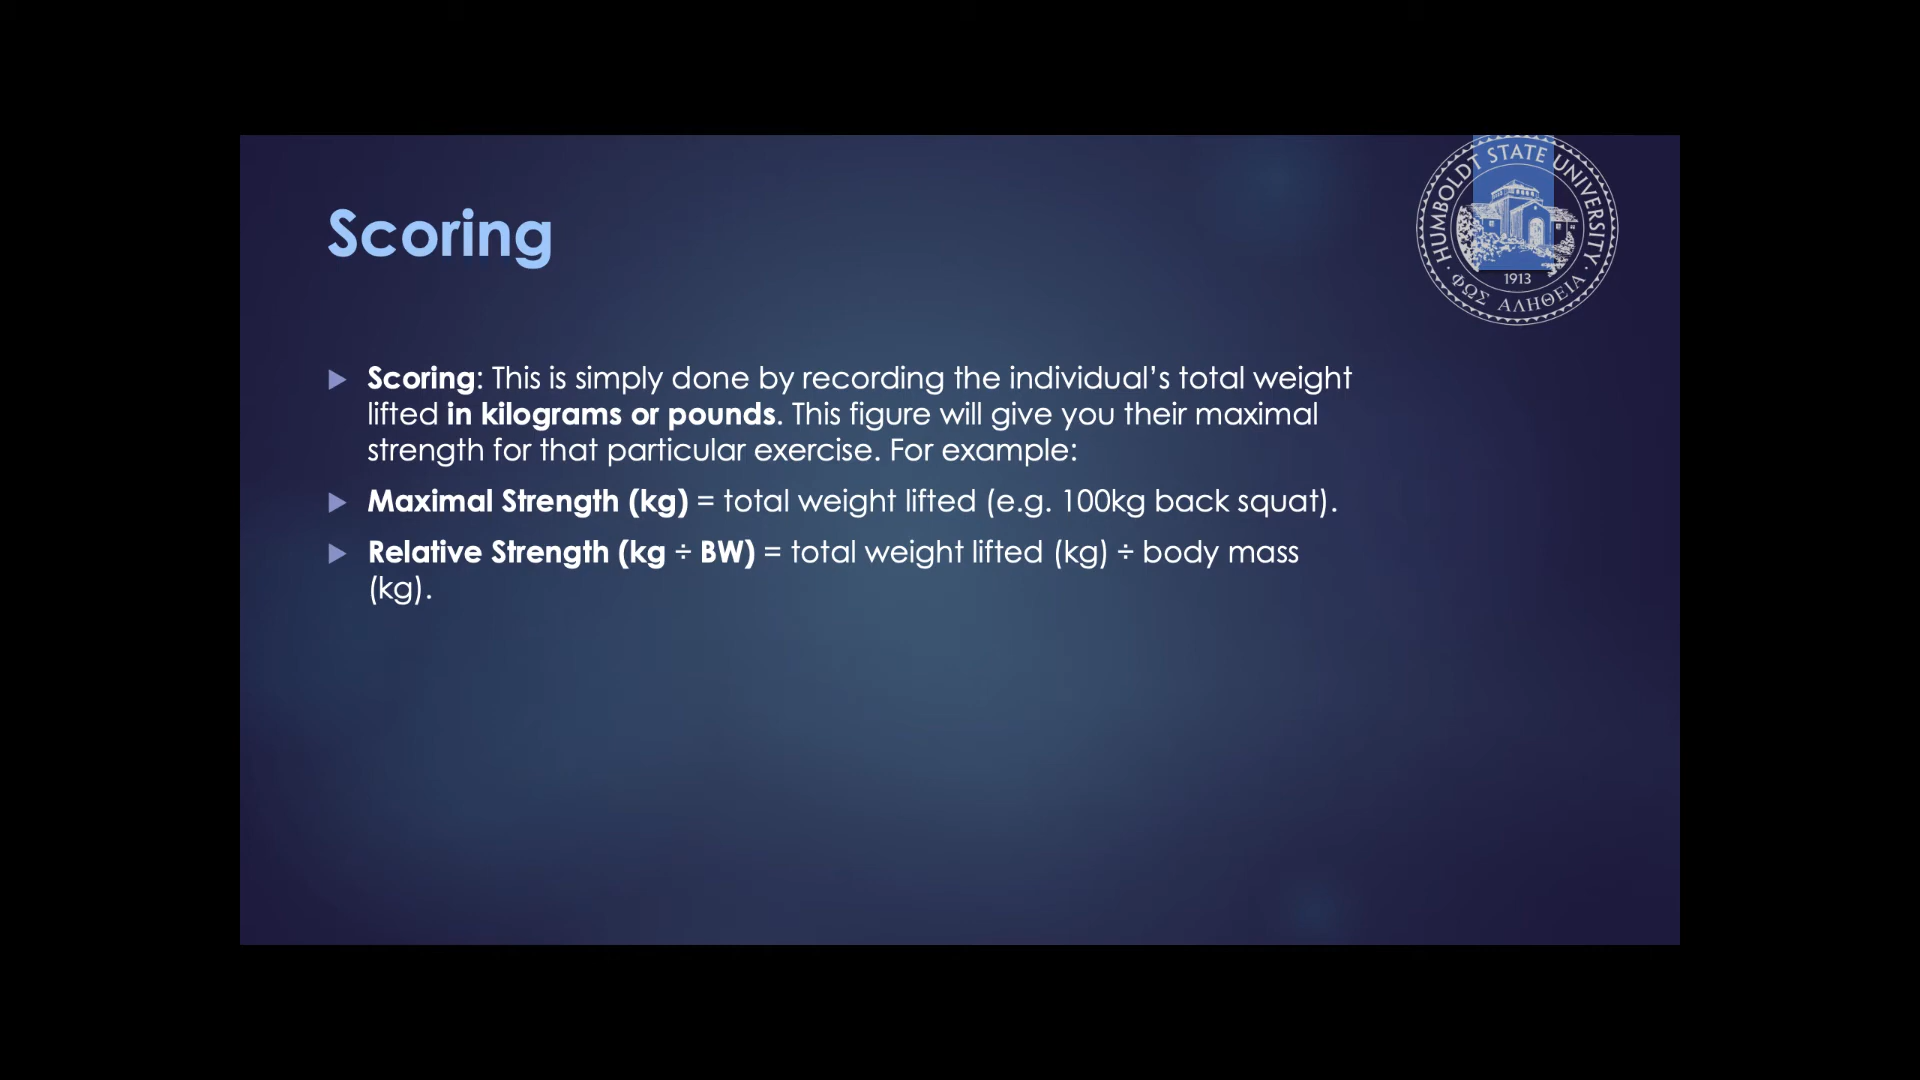 HUMBOLDT STATE UNIVERSITY
1913
ΦΩΣ ΑΛΗΘΕΙΑ
Scoring
Scoring: This is simply done by recording the individual’s total weight
lifted in kilograms or pounds. This figure will give you their maximal
strength for that particular exercise. For example:
Maximal Strength (kg) = total weight lifted (e.g. 100kg back squat).
Relative Strength (kg ÷ BW) = total weight lifted (kg) ÷ body mass
(kg).